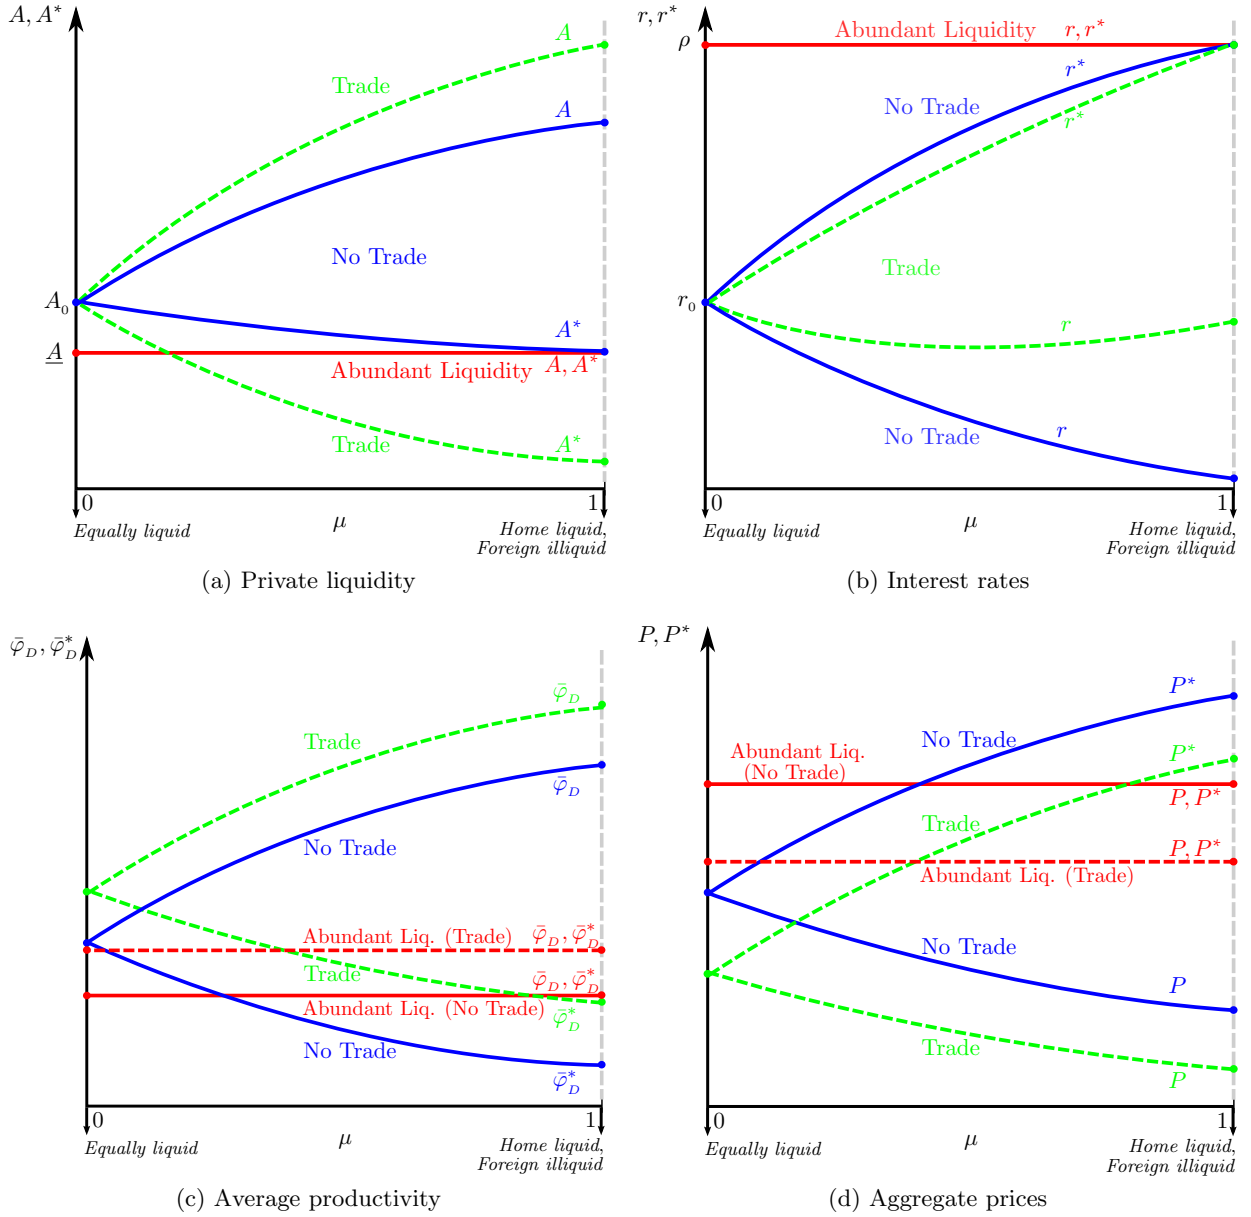 A, A*
A
Trade
A
No Trade
A₀
A*
A
A, A*
Abundant Liquidity
Trade
A*
0
1
μ
Equally liquid
Home liquid,
Foreign illiquid
(a) Private liquidity
r, r*
ρ
Abundant Liquidity r, r*
r*
No Trade
r*
Trade
r₀
r
No Trade
r
0
1
μ
Equally liquid
Home liquid,
Foreign illiquid
(b) Interest rates
φ̄_D, φ̄*_D
φ̄_D
Trade
φ̄_D
No Trade
Abundant Liq. (Trade) φ̄_D, φ̄*_D
Trade
φ̄_D, φ̄*_D
Abundant Liq. (No Trade)
φ̄*_D
No Trade
φ̄*_D
0
1
μ
Equally liquid
Home liquid,
Foreign illiquid
(c) Average productivity
P, P*
P*
No Trade
Abundant Liq.
(No Trade)
P*
P, P*
Trade
P, P*
Abundant Liq. (Trade)
No Trade
P
Trade
P
0
1
μ
Equally liquid
Home liquid,
Foreign illiquid
(d) Aggregate prices